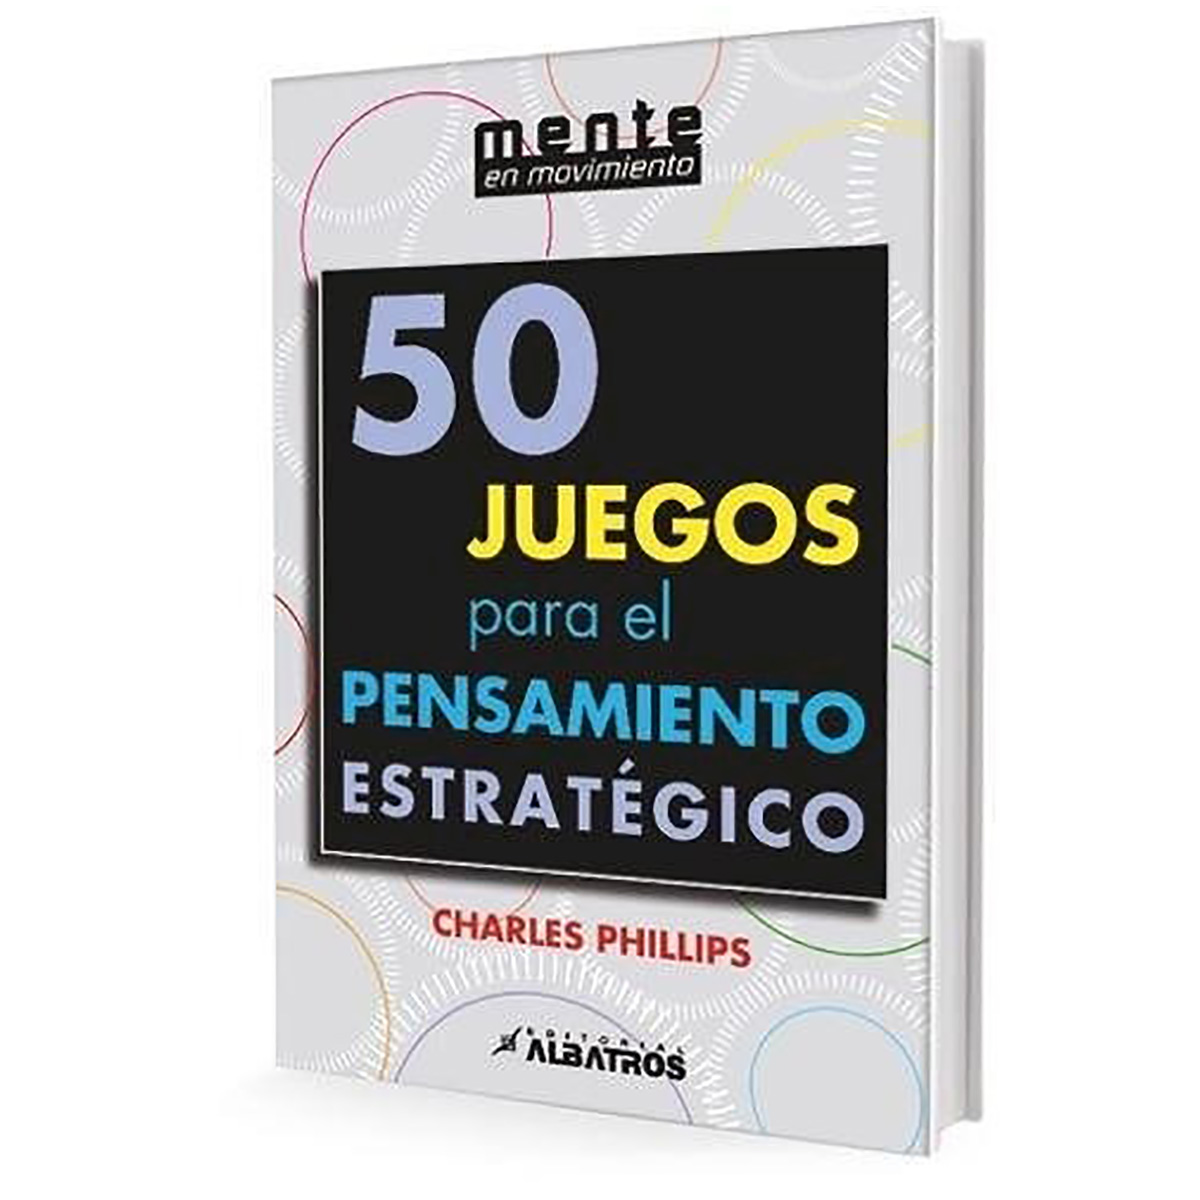 mente
en movimiento
50
JUEGOS
para el
PENSAMIENTO
ESTRATÉGICO
CHARLES PHILLIPS
EDITORIAL
ALBATROS